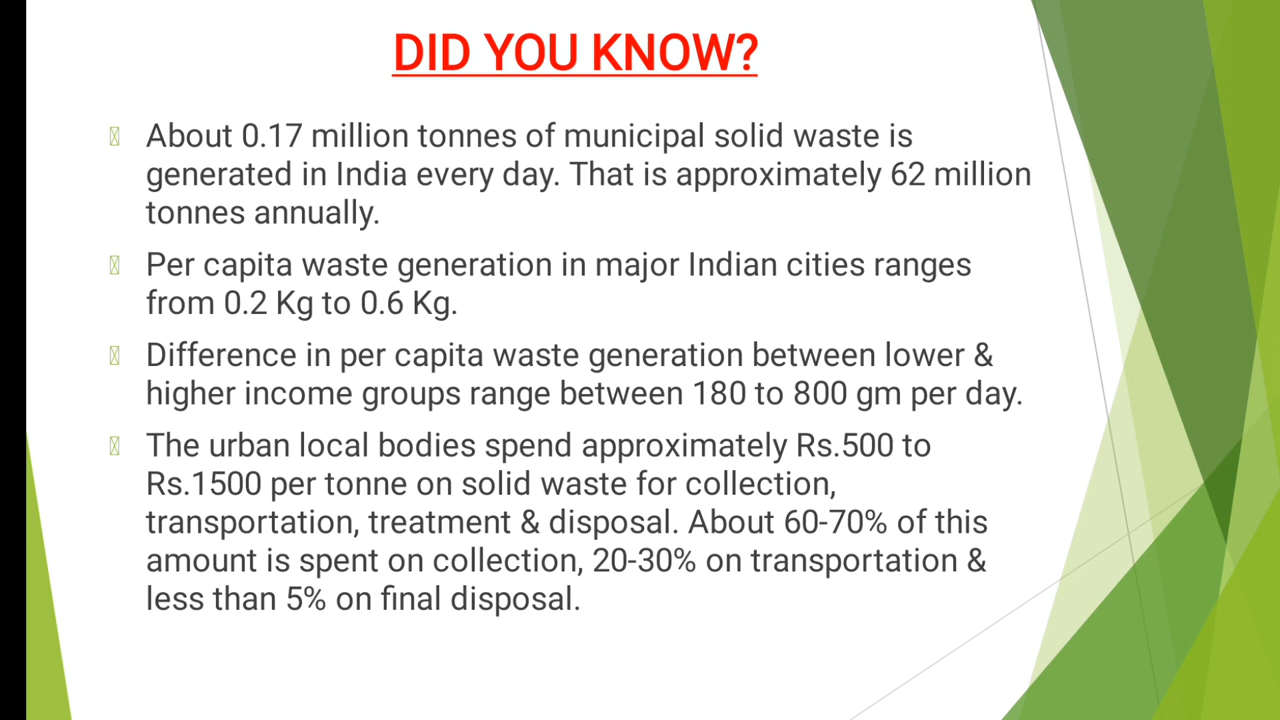 DID YOU KNOW?
About 0.17 million tonnes of municipal solid waste is
generated in India every day. That is approximately 62 million
tonnes annually.
Per capita waste generation in major Indian cities ranges
from 0.2 Kg to 0.6 Kg.
Difference in per capita waste generation between lower &
higher income groups range between 180 to 800 gm per day.
The urban local bodies spend approximately Rs.500 to
Rs.1500 per tonne on solid waste for collection,
transportation, treatment & disposal. About 60-70% of this
amount is spent on collection, 20-30% on transportation &
less than 5% on final disposal.